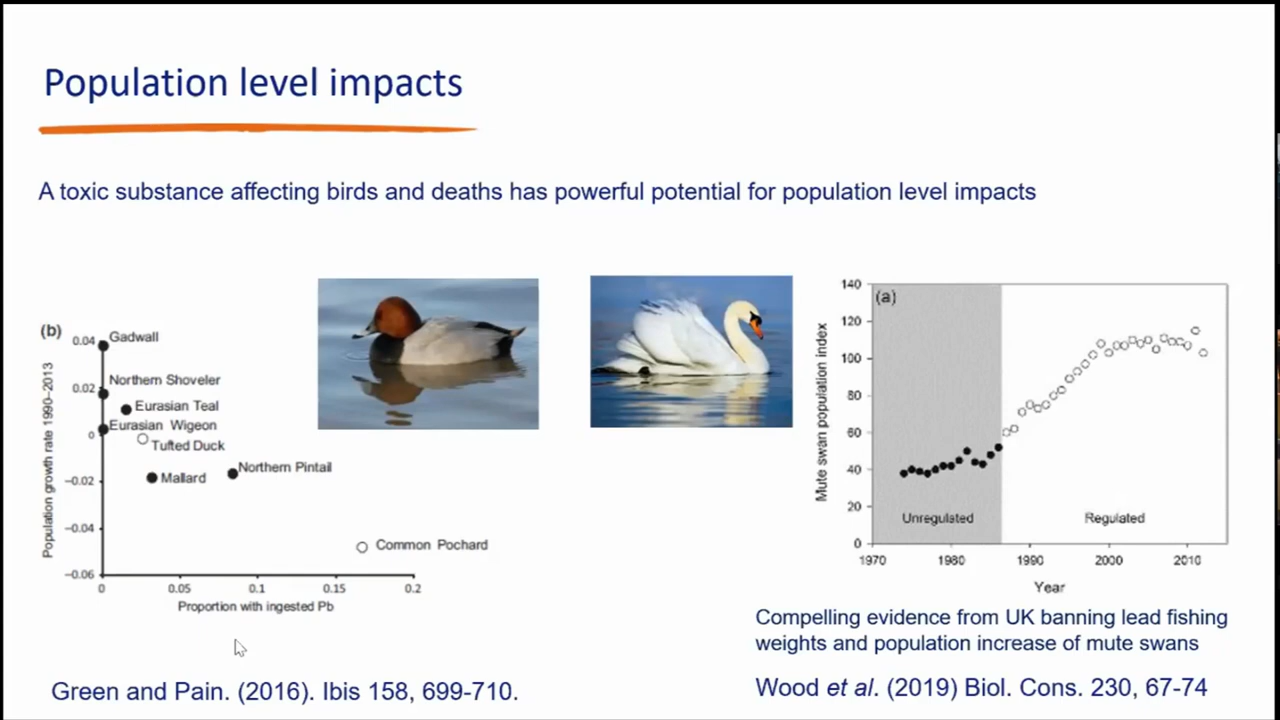 Population level impacts
A toxic substance affecting birds and deaths has powerful potential for population level impacts
(b)
Population growth rate 1990–2013
0.04
0.02
0
−0.02
−0.04
−0.06
Gadwall
Northern Shoveler
Eurasian Teal
Eurasian Wigeon
Tufted Duck
Mallard
Northern Pintail
Common Pochard
0
0.05
0.1
0.15
0.2
Proportion with ingested Pb
Green and Pain. (2016). Ibis 158, 699-710.
(a)
Mute swan population index
140
120
100
80
60
40
20
0
Unregulated
Regulated
1970
1980
1990
2000
2010
Year
Compelling evidence from UK banning lead fishing
weights and population increase of mute swans
Wood et al. (2019) Biol. Cons. 230, 67-74